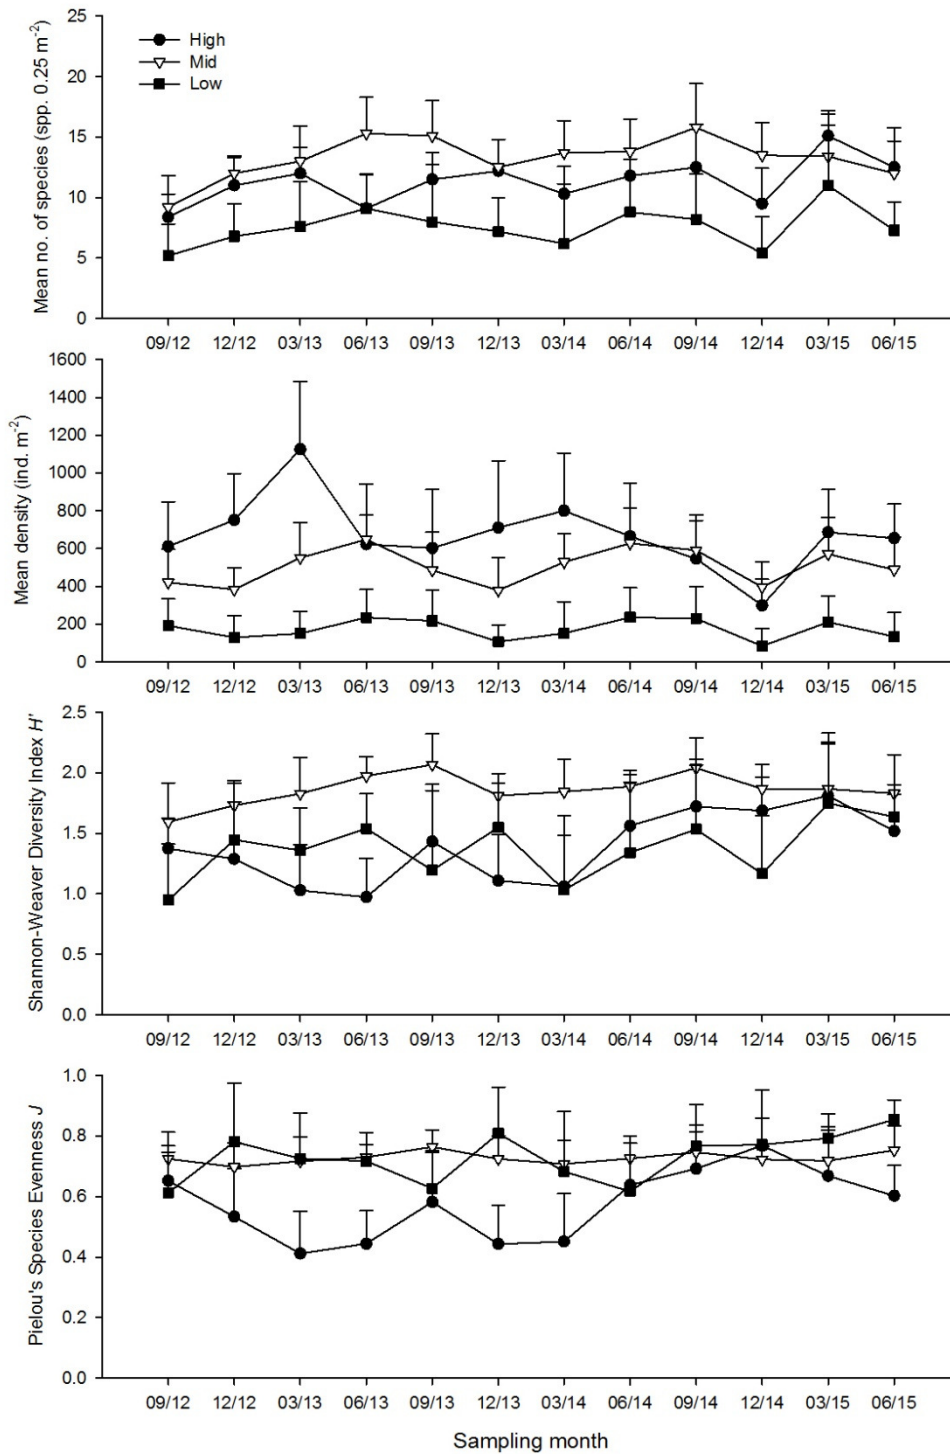 25
20
15
10
5
0
Mean no. of species (spp. 0.25 m⁻²)
High
Mid
Low
09/12 12/12 03/13 06/13 09/13 12/13 03/14 06/14 09/14 12/14 03/15 06/15
1600
1400
1200
1000
800
600
400
200
0
Mean density (ind. m⁻²)
09/12 12/12 03/13 06/13 09/13 12/13 03/14 06/14 09/14 12/14 03/15 06/15
2.5
2.0
1.5
1.0
0.5
0.0
Shannon-Weaver Diversity Index H'
09/12 12/12 03/13 06/13 09/13 12/13 03/14 06/14 09/14 12/14 03/15 06/15
1.0
0.8
0.6
0.4
0.2
0.0
Pielou's Species Evenness J
09/12 12/12 03/13 06/13 09/13 12/13 03/14 06/14 09/14 12/14 03/15 06/15
Sampling month